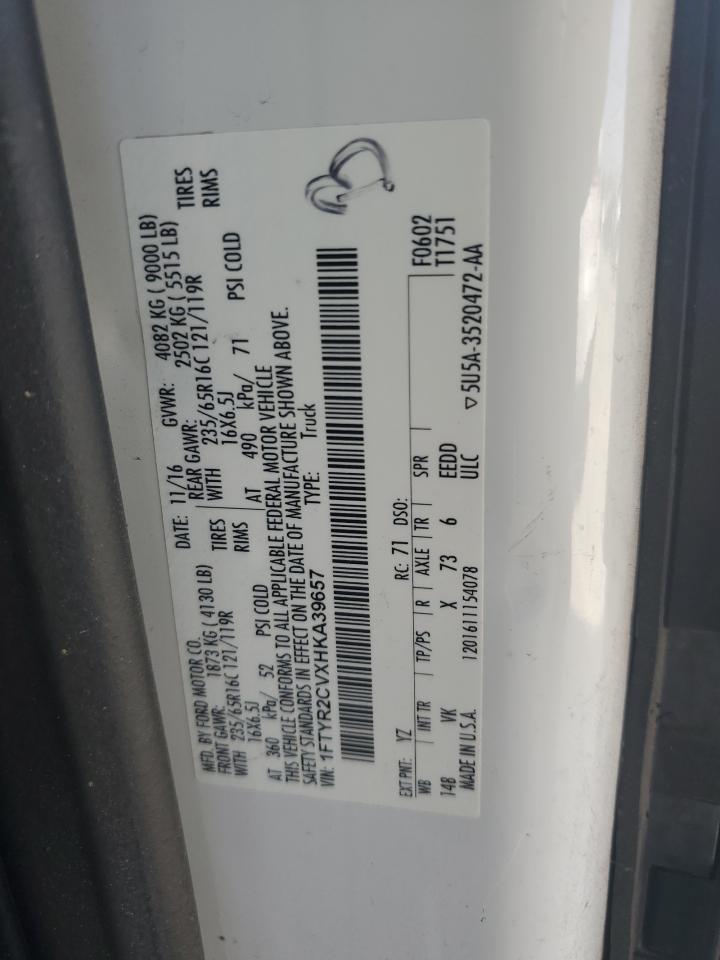 MFD. BY FORD MOTOR CO.
DATE: 11/16 GVWR: 4082 KG ( 9000 LB)
FRONT GAWR: 1873 KG ( 4130 LB) REAR GAWR: 2502 KG ( 5515 LB)
WITH 235/65R16C 121/119R TIRES WITH 235/65R16C 121/119R TIRES
16X6.5J RIMS 16X6.5J RIMS
AT 360 kPa/ 52 PSI COLD AT 490 kPa/ 71 PSI COLD
THIS VEHICLE CONFORMS TO ALL APPLICABLE FEDERAL MOTOR VEHICLE
SAFETY STANDARDS IN EFFECT ON THE DATE OF MANUFACTURE SHOWN ABOVE.
VIN: 1FTYR2CVXHKA39657 TYPE: Truck
EXT PNT: YZ RC: 71 DSO: F0602
WB INT TR TP/PS R AXLE TR SPR T1751
14B VK X 73 6 EEDD
MADE IN U.S.A. 1201611154078 ULC ▽5U5A-3520472-AA